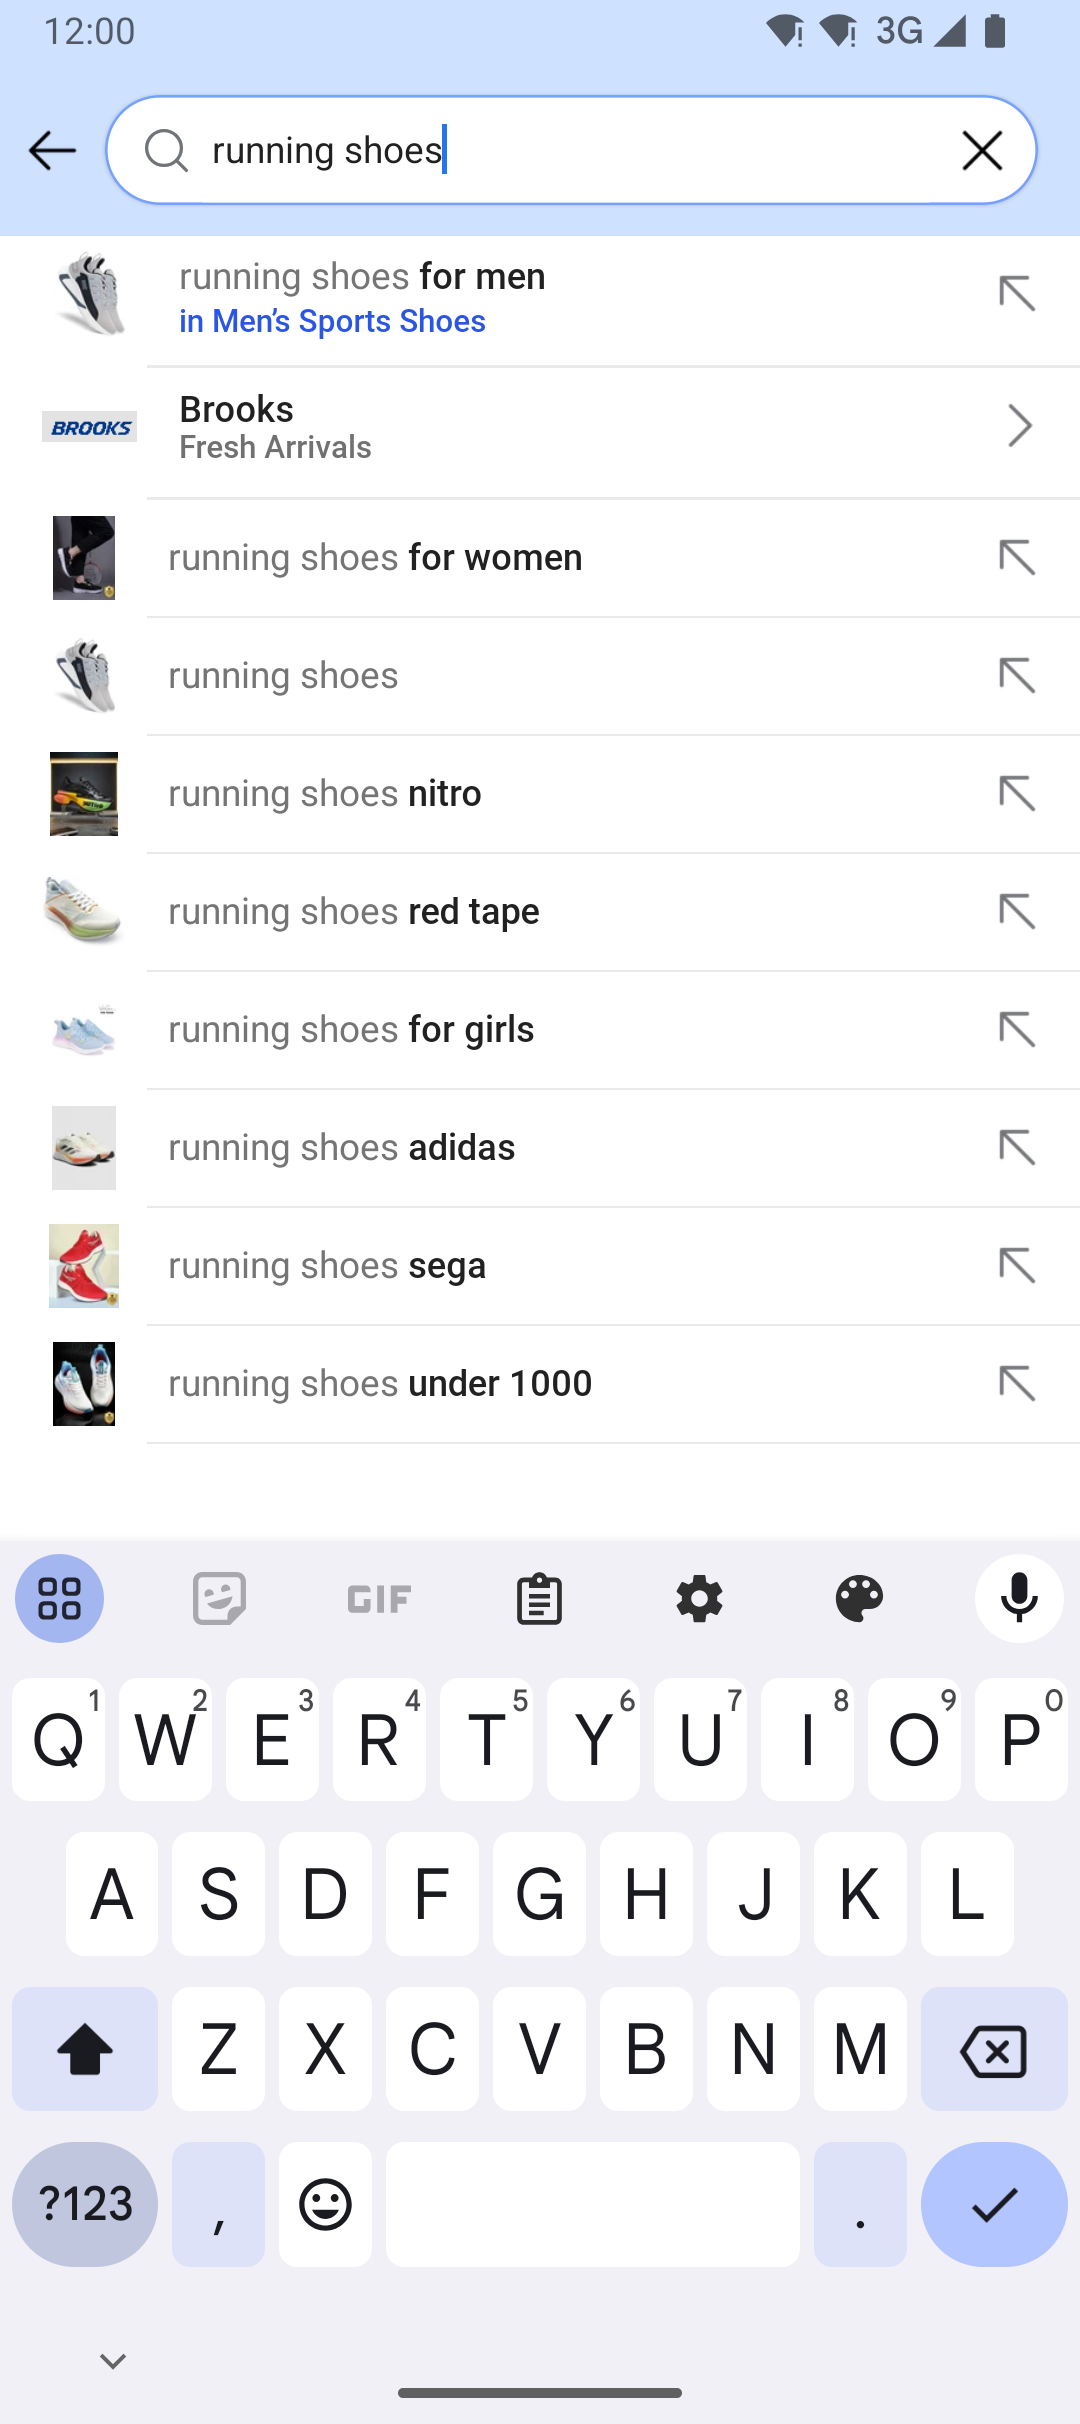 12:00
3G
running shoes
running shoes for men
in Men's Sports Shoes
BROOKS
Brooks
Fresh Arrivals
running shoes for women
running shoes
running shoes nitro
running shoes red tape
running shoes for girls
running shoes adidas
running shoes sega
running shoes under 1000
GIF
Q1 W2 E3 R4 T5 Y6 U7 I8 O9 P0
A S D F G H J K L
Z X C V B N M
?123 , .